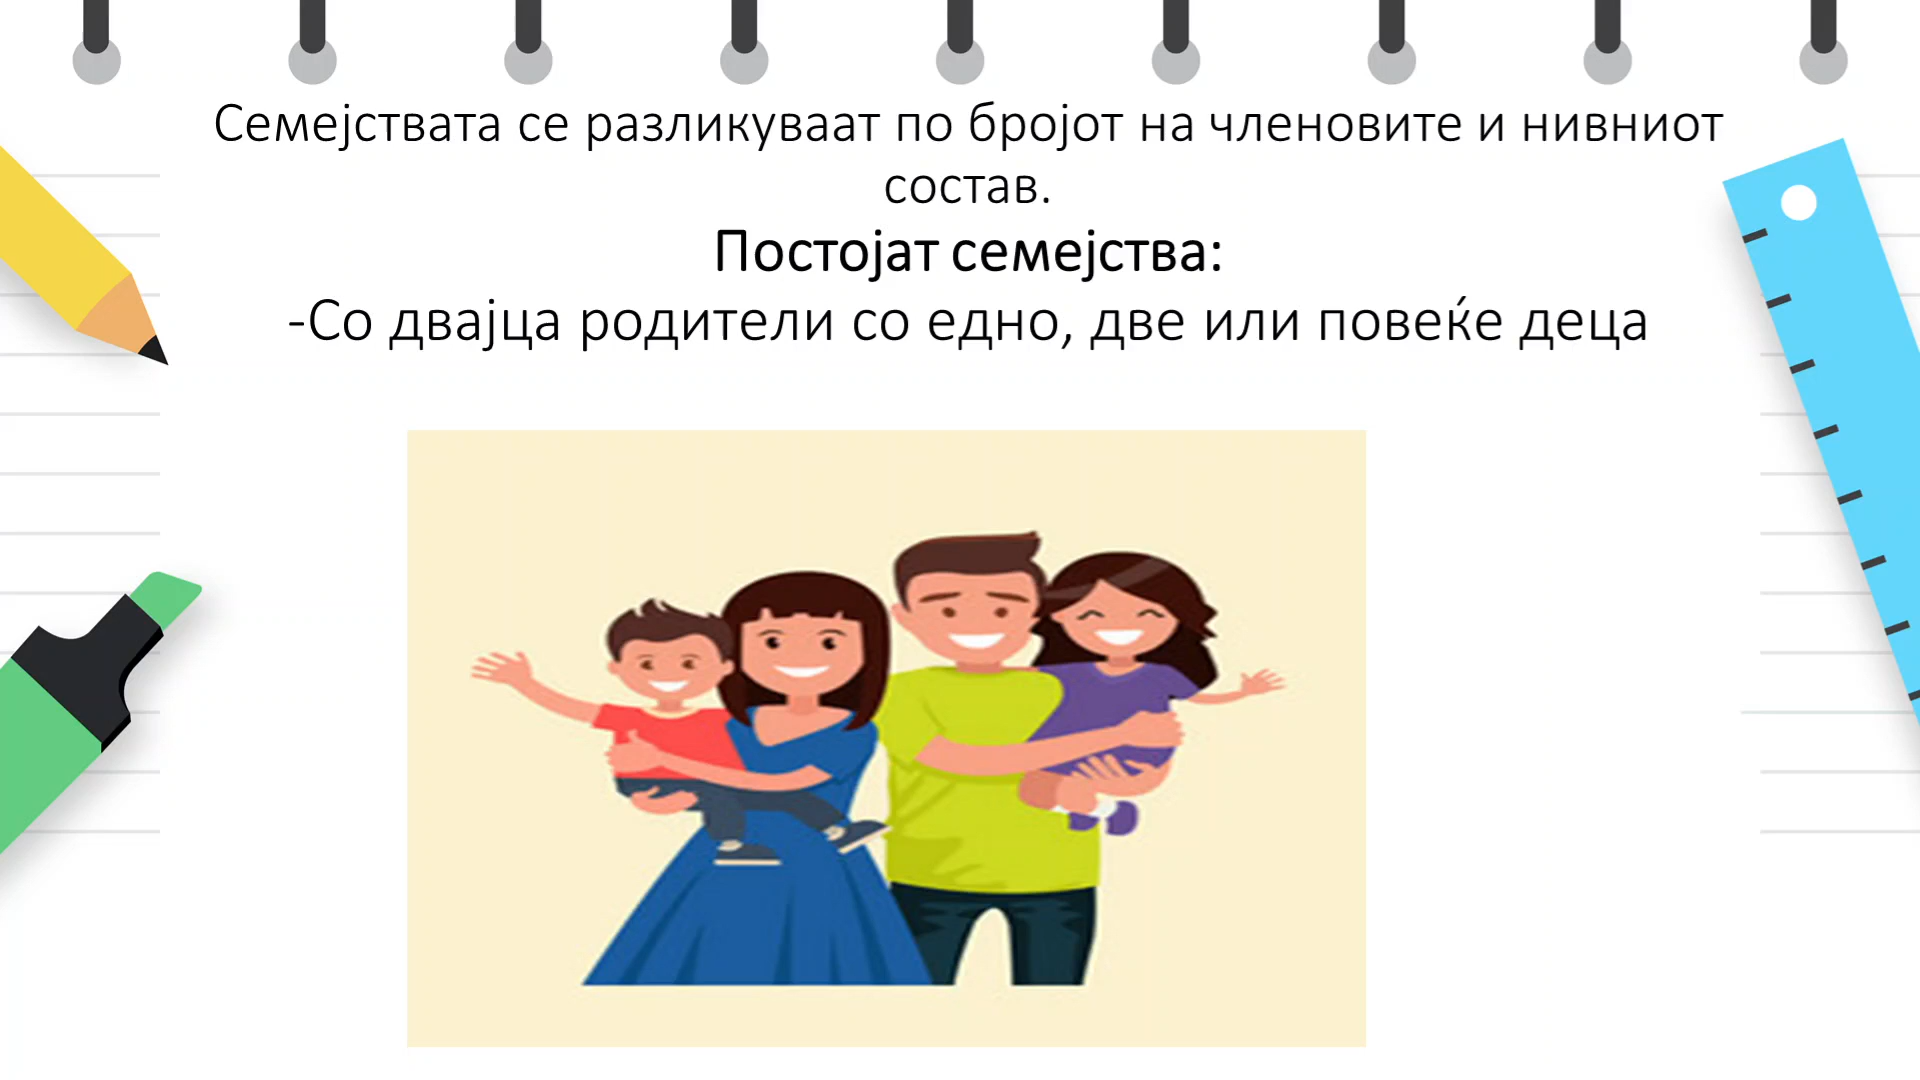 Семејствата се разликуваат по бројот на членовите и нивниот
состав.
Постојат семејства:
-Со двајца родители со едно, две или повеќе деца